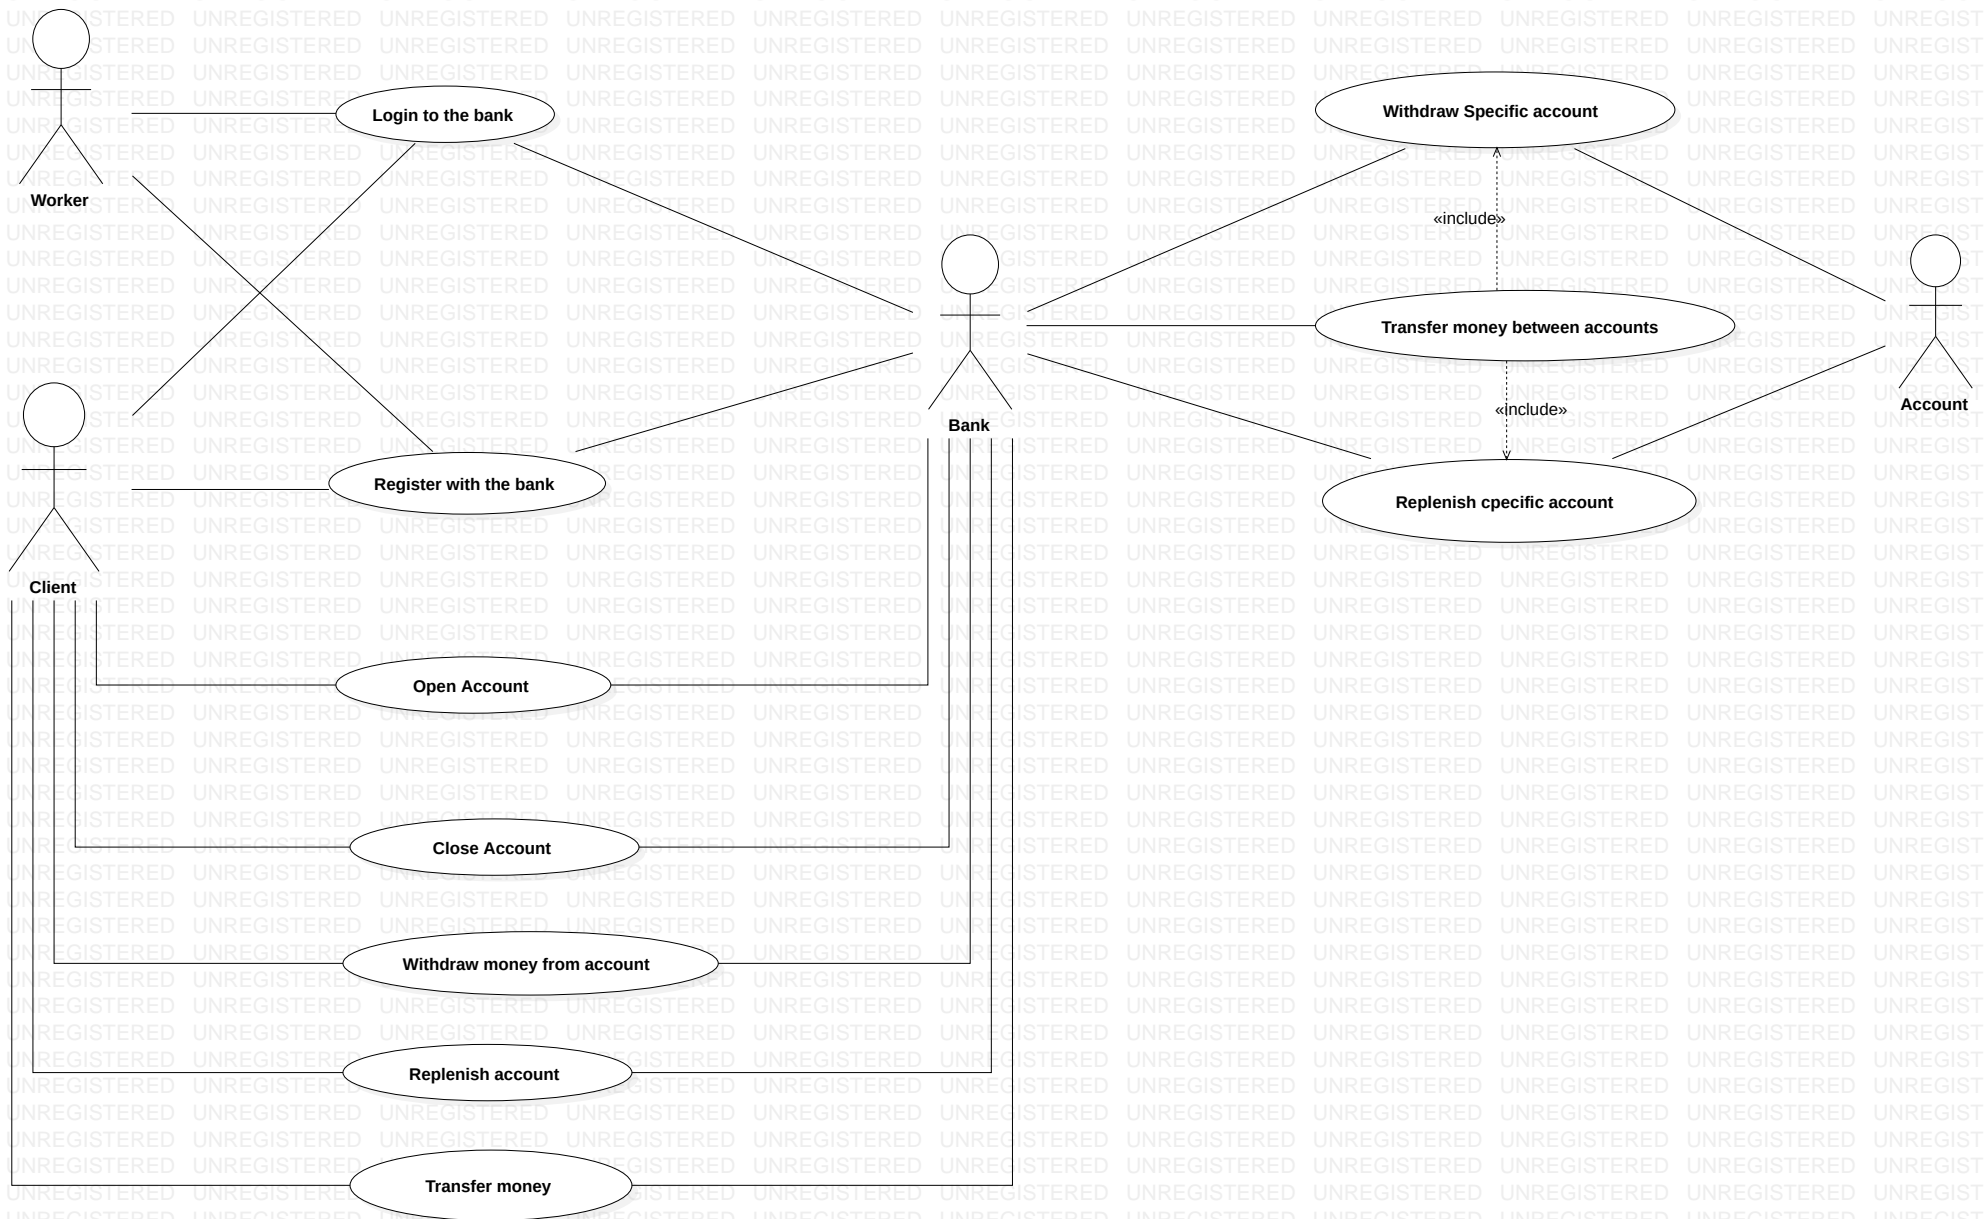 Login to the bank
Withdraw Specific account
Worker
«include»
Transfer money between accounts
Account
«include»
Bank
Register with the bank
Replenish cpecific account
Client
Open Account
Close Account
Withdraw money from account
Replenish account
Transfer money
UNREGISTERED